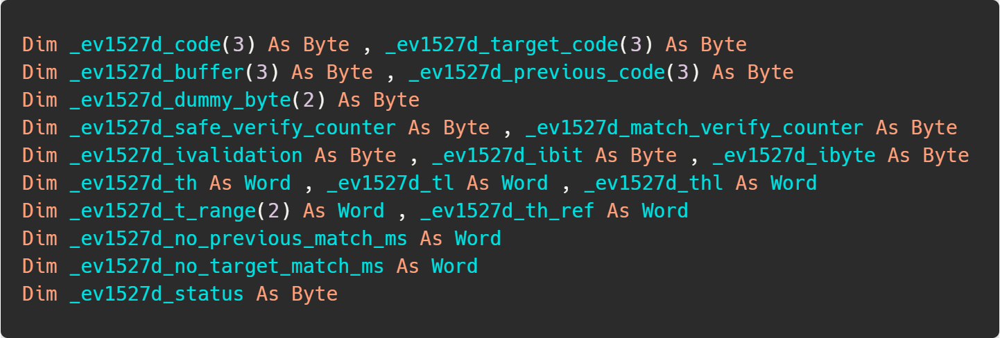 Dim _ev1527d_code(3) As Byte , _ev1527d_target_code(3) As Byte
Dim _ev1527d_buffer(3) As Byte , _ev1527d_previous_code(3) As Byte
Dim _ev1527d_dummy_byte(2) As Byte
Dim _ev1527d_safe_verify_counter As Byte , _ev1527d_match_verify_counter As Byte
Dim _ev1527d_ivalidation As Byte , _ev1527d_ibit As Byte , _ev1527d_ibyte As Byte
Dim _ev1527d_th As Word , _ev1527d_tl As Word , _ev1527d_thl As Word
Dim _ev1527d_t_range(2) As Word , _ev1527d_th_ref As Word
Dim _ev1527d_no_previous_match_ms As Word
Dim _ev1527d_no_target_match_ms As Word
Dim _ev1527d_status As Byte